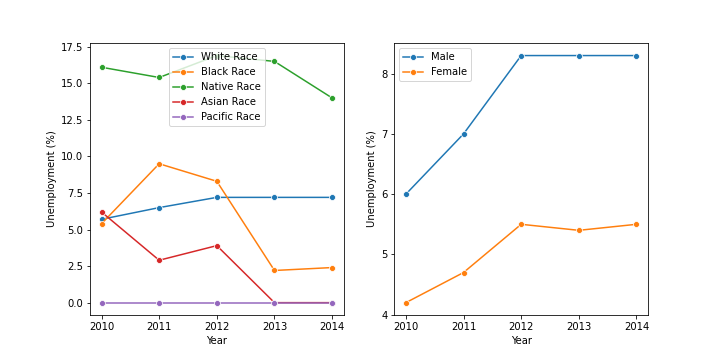 17.5
15.0
12.5
10.0
7.5
5.0
2.5
0.0
Unemployment (%)
White Race
Black Race
Native Race
Asian Race
Pacific Race
2010 2011 2012 2013 2014
Year
8
7
6
5
4
Unemployment (%)
Male
Female
2010 2011 2012 2013 2014
Year